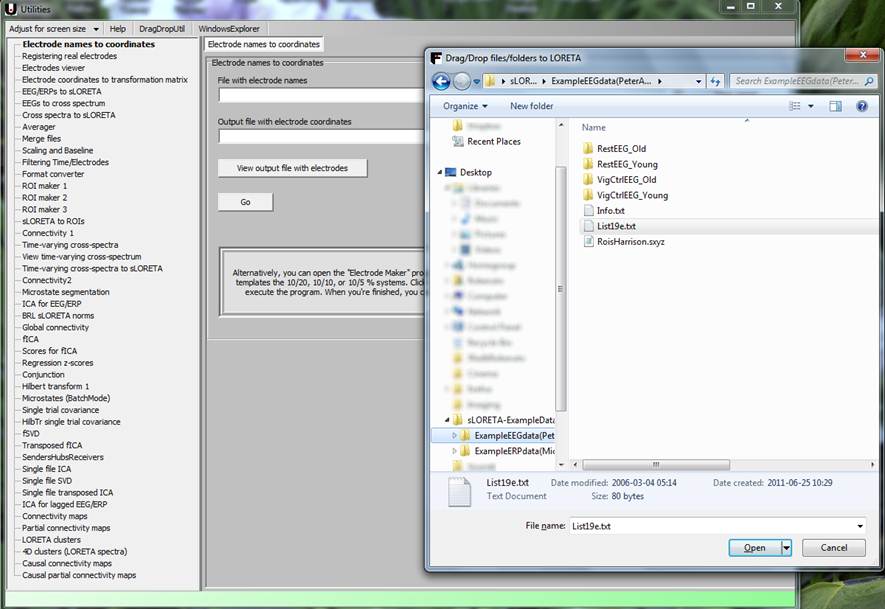 Utilities
Adjust for screen size
Help
DragDropUtil
WindowsExplorer
Electrode names to coordinates
Registering real electrodes
Electrodes viewer
Electrode coordinates to transformation matrix
EEG/ERPs to sLORETA
EEGs to cross spectrum
Cross spectra to sLORETA
Averager
Merge files
Scaling and Baseline
Filtering Time/Electrodes
Format converter
ROI maker 1
ROI maker 2
ROI maker 3
sLORETA to ROIs
Connectivity 1
Time-varying cross-spectra
View time-varying cross-spectrum
Time-varying cross-spectra to sLORETA
Connectivity2
Microstate segmentation
ICA for EEG/ERP
BRL sLORETA norms
Global connectivity
fICA
Scores for fICA
Regression z-scores
Conjunction
Hilbert transform 1
Microstates (BatchMode)
Single trial covariance
HilbTr single trial covariance
fSVD
Transposed fICA
SendersHubsReceivers
Single file ICA
Single file SVD
Single file transposed ICA
ICA for lagged EEG/ERP
Connectivity maps
Partial connectivity maps
LORETA clusters
4D clusters (LORETA spectra)
Causal connectivity maps
Causal partial connectivity maps
Electrode names to coordinates
Electrode names to coordinates
File with electrode names
Output file with electrode coordinates
View output file with electrodes
Go
Alternatively, you can open the "Electrode Maker" pro
templates the 10/20, 10/10, or 10/5 % systems. Clic
execute the program. When you're finished, you c
Drag/Drop files/folders to LORETA
sLOR... ExampleEEGdata(PeterA...
Search ExampleEEGdata(Peter...
Organize
New folder
Recent Places
Desktop
sLORETA-ExampleData
ExampleEEGdata(Pet
ExampleERPdata(Mic
Name
RestEEG_Old
RestEEG_Young
VigCtrlEEG_Old
VigCtrlEEG_Young
Info.txt
List19e.txt
RoisHarrison.sxyz
List19e.txt Date modified: 2006-03-04 05:14 Date created: 2011-06-25 10:29
Text Document Size: 80 bytes
File name: List19e.txt
Open
Cancel